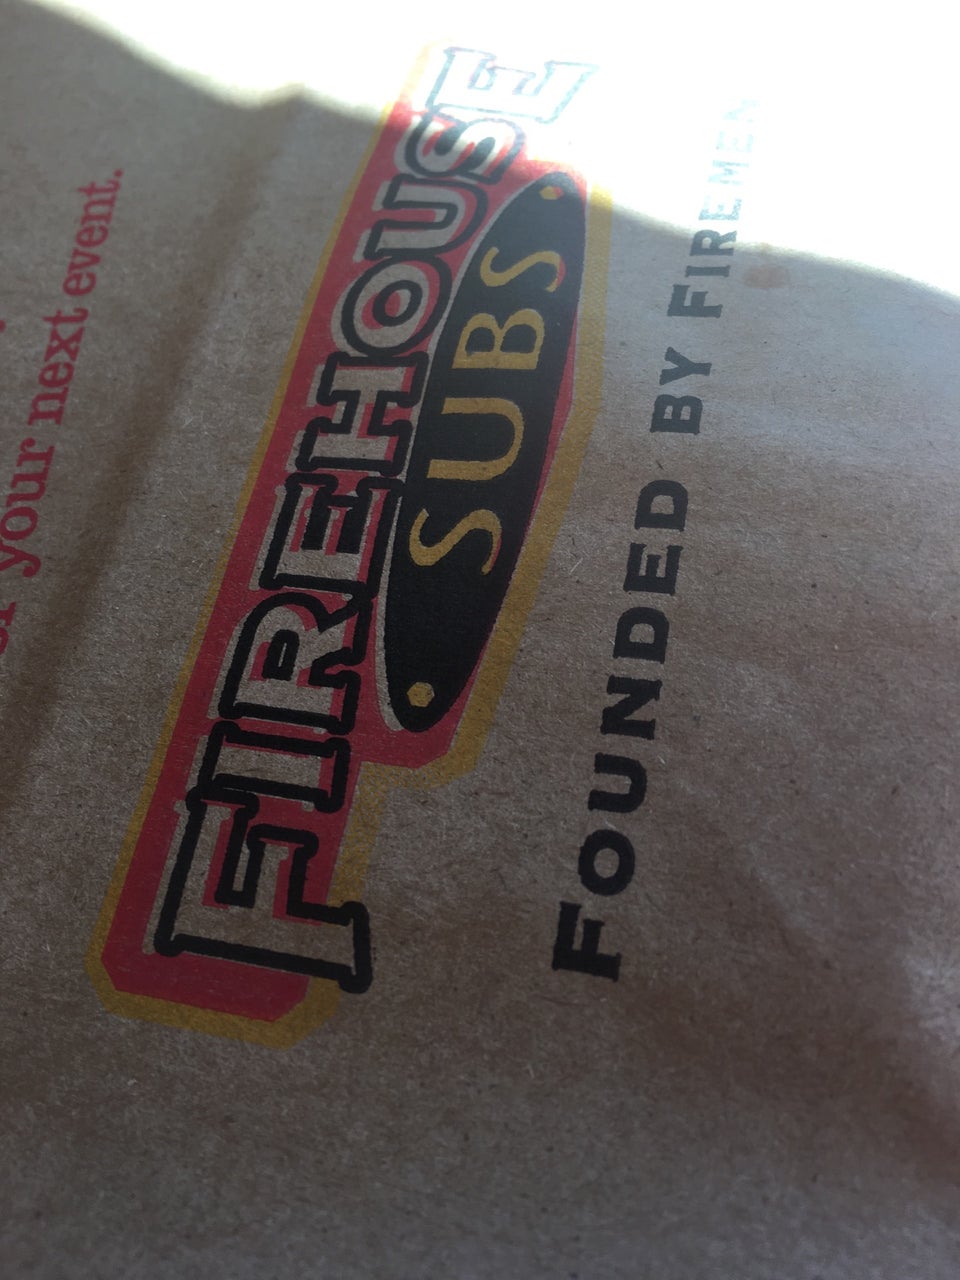 your next event.
FIREHOUSE
SUBS
FOUNDED BY FIREMEN